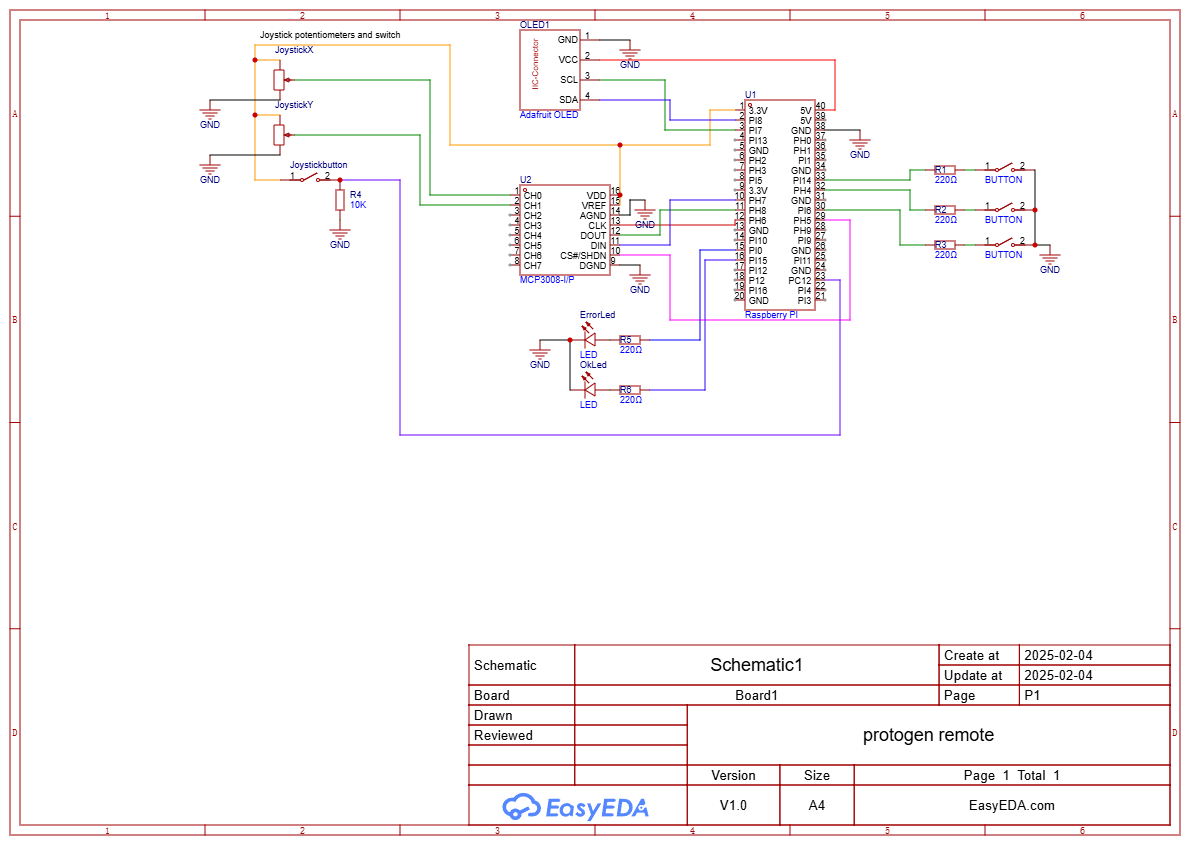 1 2 3 4 5 6
Joystick potentiometers and switch
JoystickX
GND
JoystickY
GND
Joystickbutton
1 2
R4
10K
GND
OLED1
IIC-Connector
GND 1
VCC 2
SCL 3
SDA 4
Adafruit OLED
GND
U2
1 CH0 VDD 16
2 CH1 VREF 15
3 CH2 AGND 14
4 CH3 CLK 13
5 CH4 DOUT 12
6 CH5 DIN 11
7 CH6 CS#/SHDN 10
8 CH7 DGND 9
MCP3008-I/P
GND
GND
U1
1 3.3V 5V 40
2 PI8 5V 39
3 PI7 GND 38
4 PI13 PH0 37
5 GND PH1 36
6 PH2 PI1 35
7 PH3 GND 34
8 PI5 PI14 33
9 3.3V PH4 32
10 PH7 GND 31
11 PH8 PI6 30
12 PH6 PH5 29
13 GND PH9 28
14 PI10 PI9 27
15 PI0 GND 26
16 PI15 PI11 25
17 PI12 GND 24
18 P12 PC12 23
19 PI16 PI4 22
20 GND PI3 21
Raspberry PI
GND
R1
220Ω
1 2
BUTTON
R2
220Ω
1 2
BUTTON
R3
220Ω
1 2
BUTTON
GND
ErrorLed
LED
R5
220Ω
GND
OkLed
LED
R6
220Ω
A A
B B
C C
D D
Schematic
Schematic1
Create at 2025-02-04
Update at 2025-02-04
Board Board1 Page P1
Drawn
Reviewed
protogen remote
Version Size Page 1 Total 1
EasyEDA V1.0 A4 EasyEDA.com
1 2 3 4 5 6